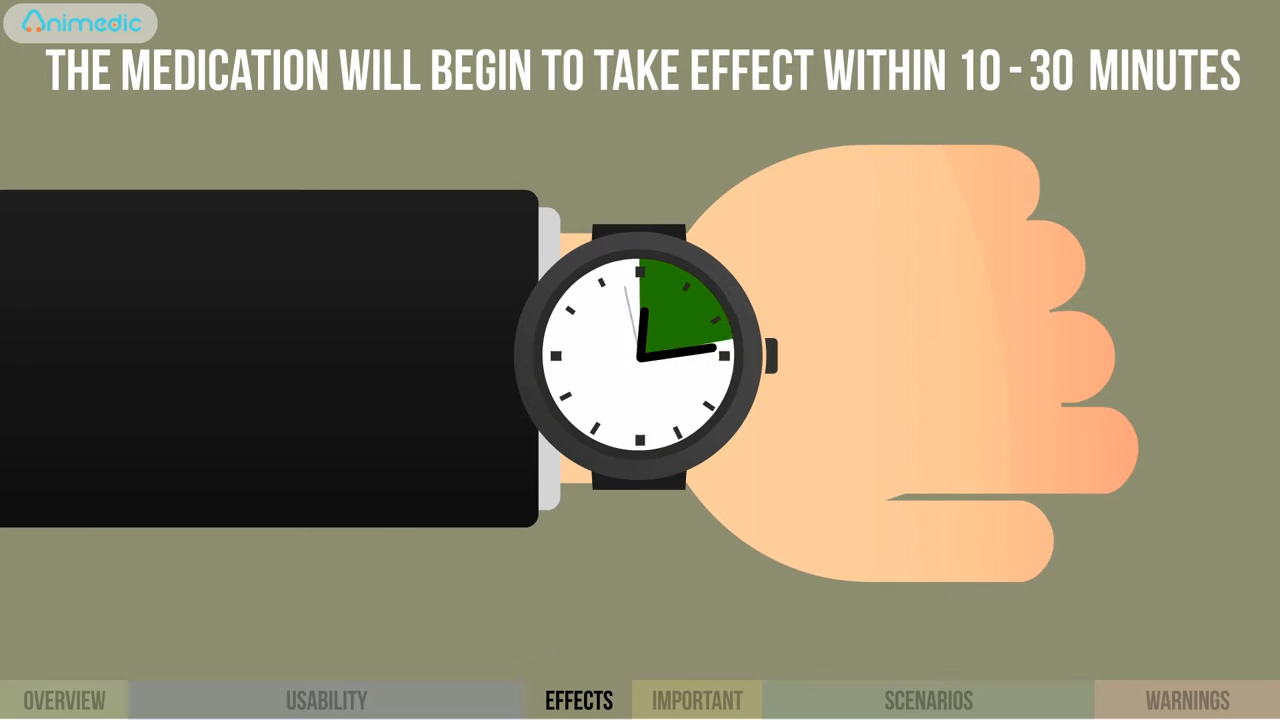 Animedic
THE MEDICATION WILL BEGIN TO TAKE EFFECT WITHIN 10 - 30 MINUTES
OVERVIEW USABILITY EFFECTS IMPORTANT SCENARIOS WARNINGS